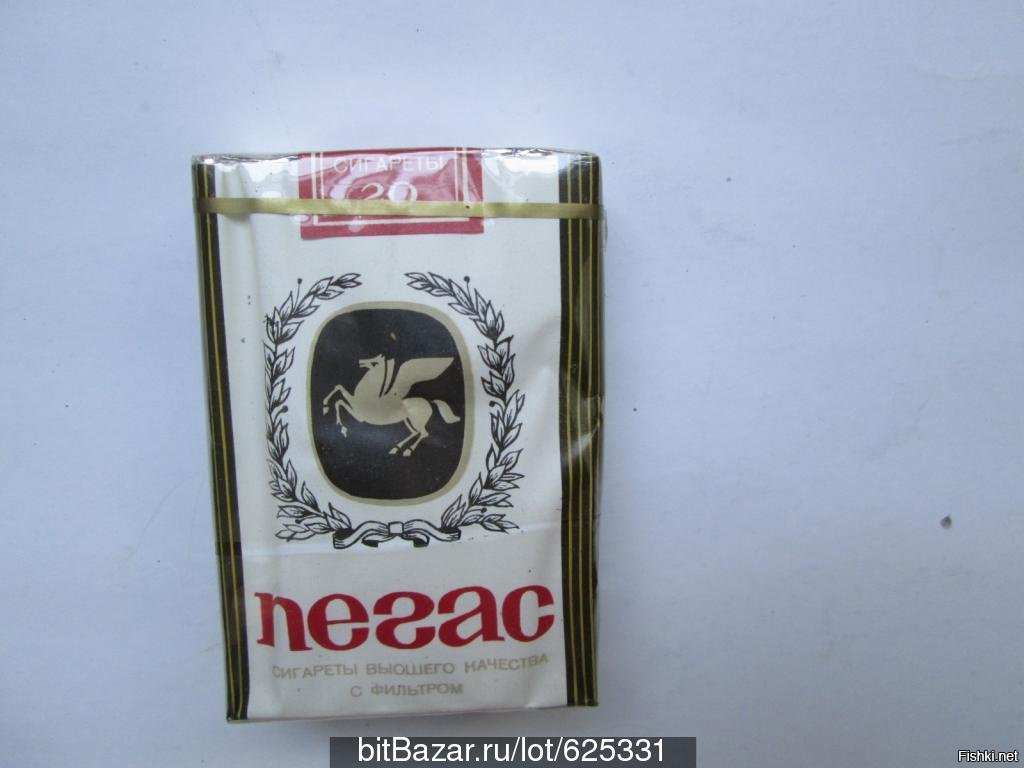 СИГАРЕТЫ
20
пегас
СИГАРЕТЫ ВЫСШЕГО КАЧЕСТВА
С ФИЛЬТРОМ
bitBazar.ru/lot/625331
Fishki.net